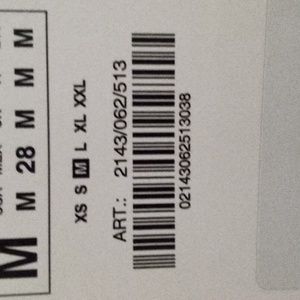 M
M 28 M M M
XS S M L XL XXL
ART.: 2143/062/513
02143062513038